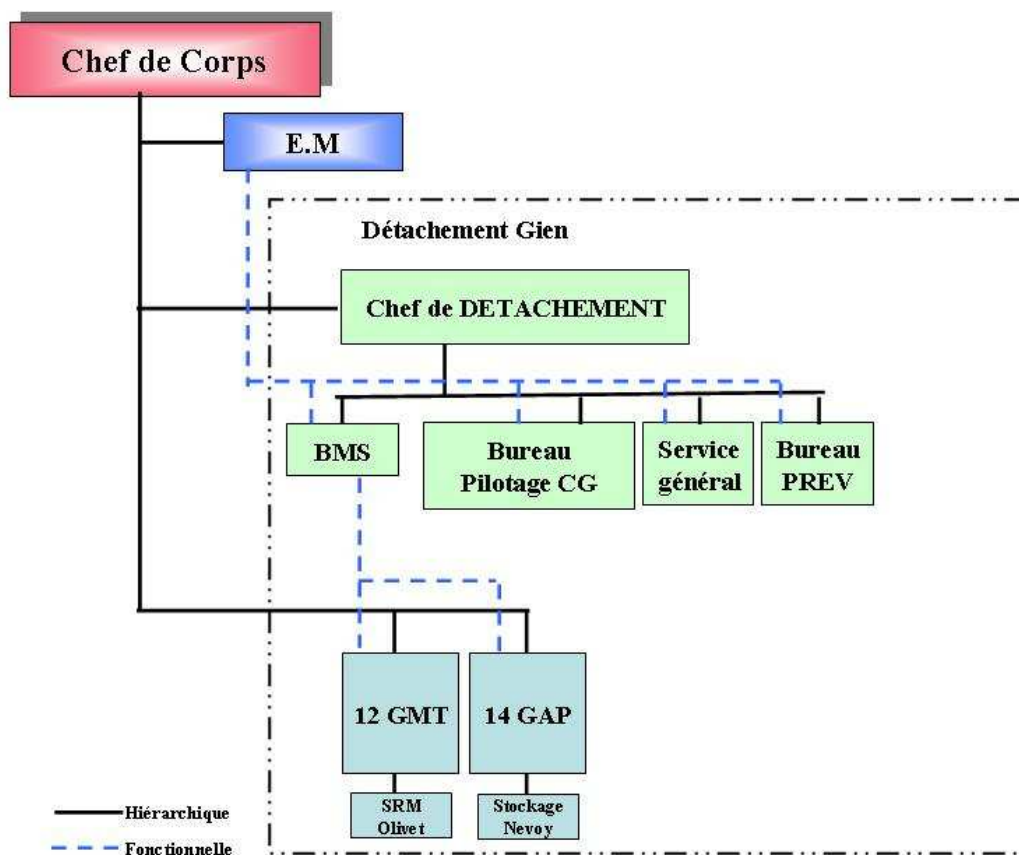 Chef de Corps
E.M
Détachement Gien
Chef de DETACHEMENT
BMS
Bureau
Pilotage CG
Service
général
Bureau
PREV
12 GMT
14 GAP
SRM
Olivet
Stockage
Nevoy
Hiérarchique
Fonctionnelle